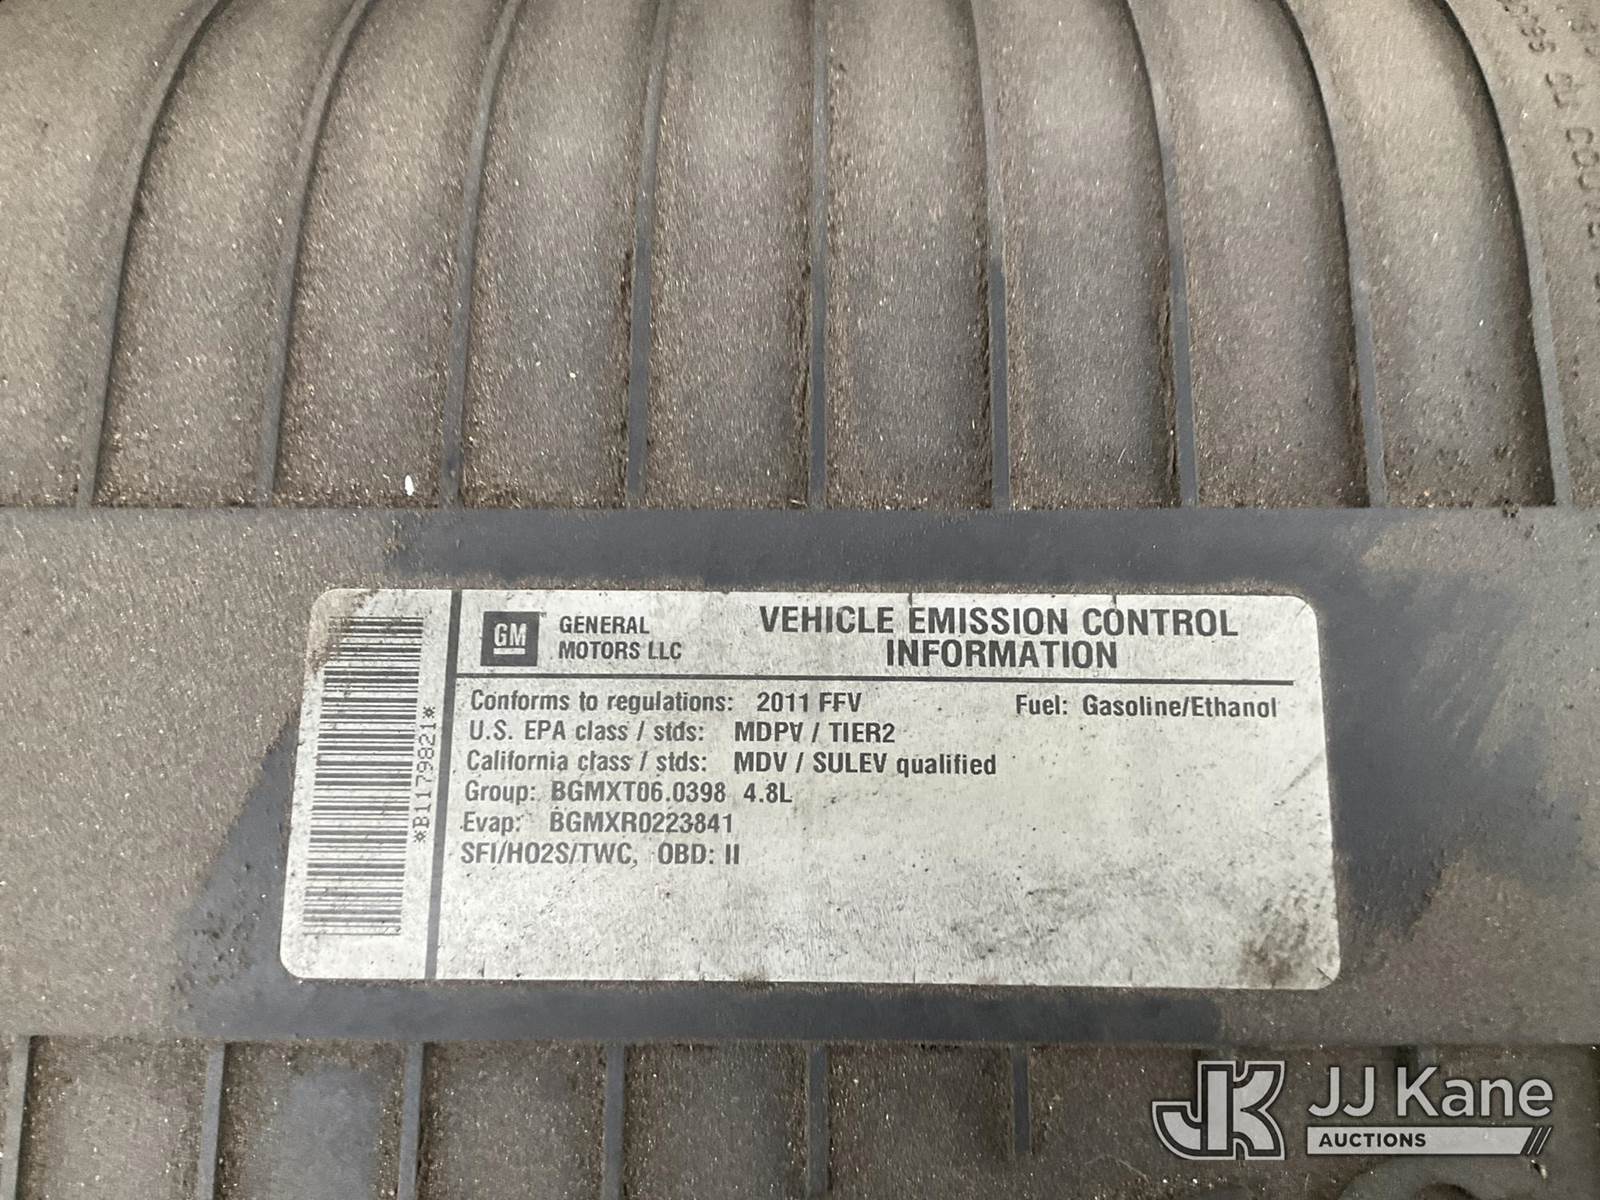 GM
GENERAL
MOTORS LLC
VEHICLE EMISSION CONTROL
INFORMATION
Conforms to regulations: 2011 FFV Fuel: Gasoline/Ethanol
U.S. EPA class / stds: MDPV / TIER2
California class / stds: MDV / SULEV qualified
Group: BGMXT06.0398 4.8L
Evap: BGMXR0223841
SFI/HO2S/TWC, OBD: II
*B1179821*
JK JJ Kane
AUCTIONS